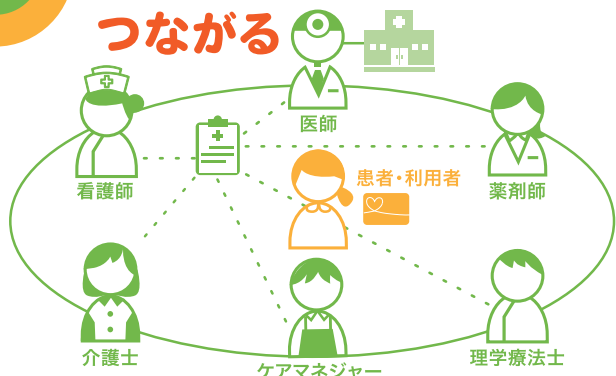 つながる
医師
看護師
患者・利用者
薬剤師
介護士
ケアマネジャー
理学療法士